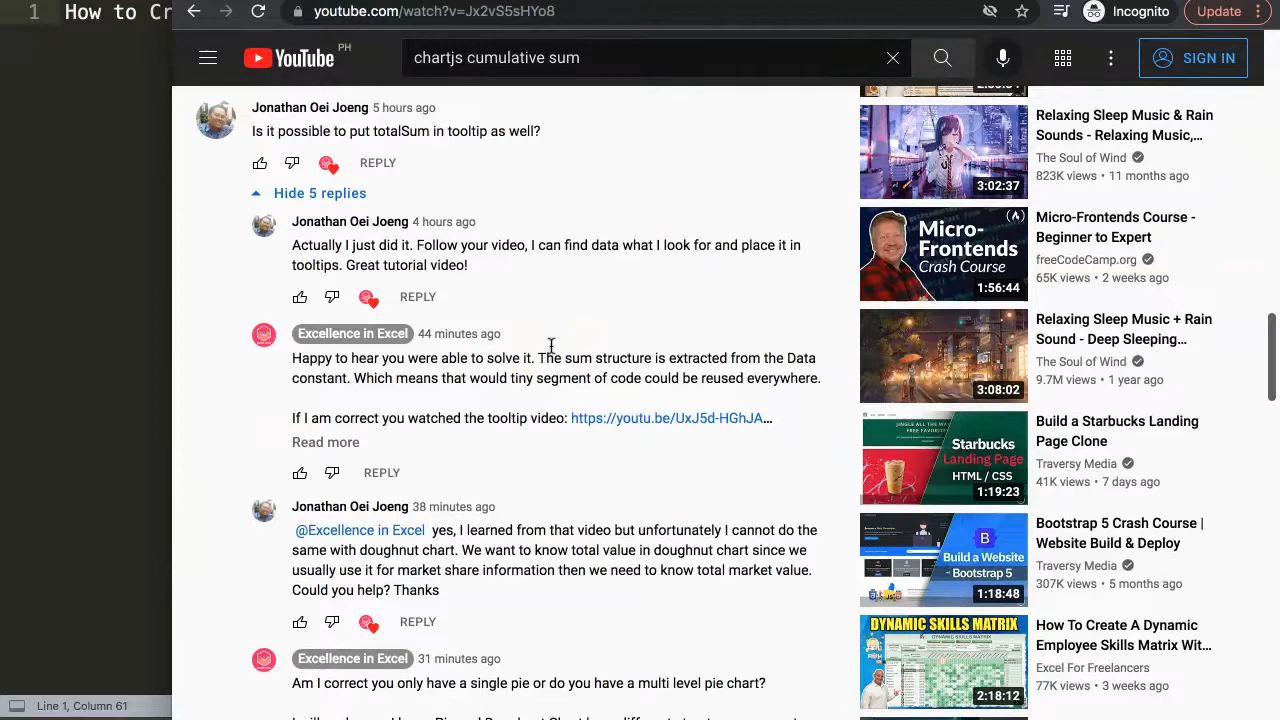 1 How to Cr
youtube.com/watch?v=Jx2vS5sHYo8
Incognito
Update
YouTube PH
chartjs cumulative sum
SIGN IN
Jonathan Oei Joeng 5 hours ago
Is it possible to put totalSum in tooltip as well?
REPLY
Hide 5 replies
Jonathan Oei Joeng 4 hours ago
Actually I just did it. Follow your video, I can find data what I look for and place it in
tooltips. Great tutorial video!
REPLY
Excellence in Excel 44 minutes ago
Happy to hear you were able to solve it. The sum structure is extracted from the Data
constant. Which means that would tiny segment of code could be reused everywhere.
If I am correct you watched the tooltip video: https://youtu.be/UxJ5d-HGhJA...
Read more
REPLY
Jonathan Oei Joeng 38 minutes ago
@Excellence in Excel yes, I learned from that video but unfortunately I cannot do the
same with doughnut chart. We want to know total value in doughnut chart since we
will use it for market share information then we need to know total market value.
Could you help? Thanks
REPLY
Excellence in Excel 31 minutes ago
Am I correct you only have a single pie or do you have a multi level pie chart?
Relaxing Sleep Music & Rain
Sounds - Relaxing Music,...
The Soul of Wind
823K views • 11 months ago
3:02:37
Micro-Frontends Course -
Beginner to Expert
freeCodeCamp.org
65K views • 2 weeks ago
Micro-
Frontends
Crash Course
1:56:44
Relaxing Sleep Music + Rain
Sound - Deep Sleeping...
The Soul of Wind
9.7M views • 1 year ago
3:08:02
Build a Starbucks Landing
Page Clone
Traversy Media
41K views • 7 days ago
Starbucks
Landing Page
HTML / CSS
1:19:23
Bootstrap 5 Crash Course |
Website Build & Deploy
Traversy Media
297K views • 5 months ago
B
Build a Website
Bootstrap 5
1:18:48
How To Create A Dynamic
Employee Skills Matrix Wit...
Excel For Freelancers
77K views • 3 weeks ago
DYNAMIC SKILLS MATRIX
2:18:12
Line 1, Column 61